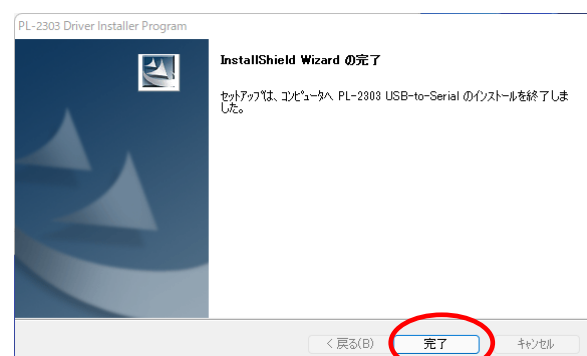 PL-2303 Driver Installer Program
InstallShield Wizard の完了
ｾｯﾄｱｯﾌﾟは、ｺﾝﾋﾟｭｰﾀへ PL-2303 USB-to-Serial のｲﾝｽﾄｰﾙを終了しま
した。
< 戻る(B)
完了
ｷｬﾝｾﾙ